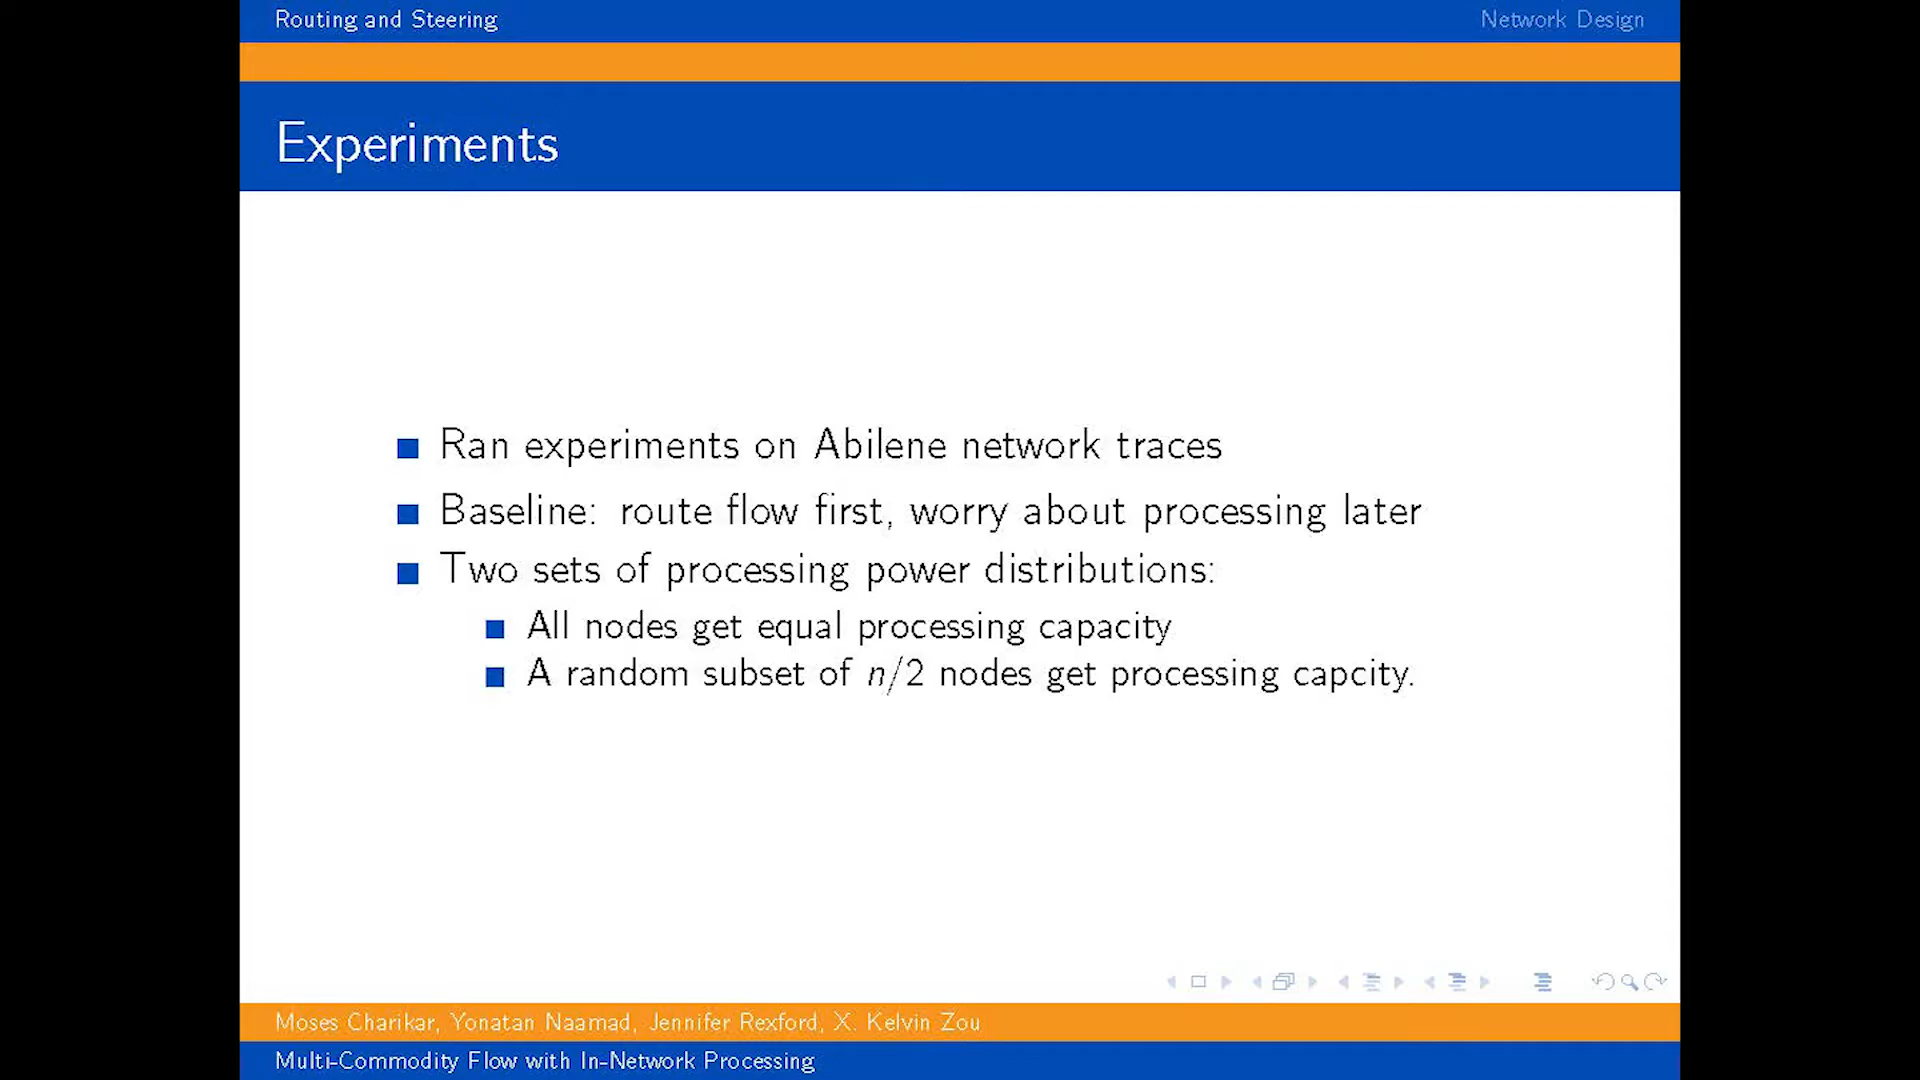 Routing and Steering
Network Design
Experiments
Ran experiments on Abilene network traces
Baseline: route flow first, worry about processing later
Two sets of processing power distributions:
All nodes get equal processing capacity
A random subset of n/2 nodes get processing capcity.
Moses Charikar, Yonatan Naamad, Jennifer Rexford, X. Kelvin Zou
Multi-Commodity Flow with In-Network Processing